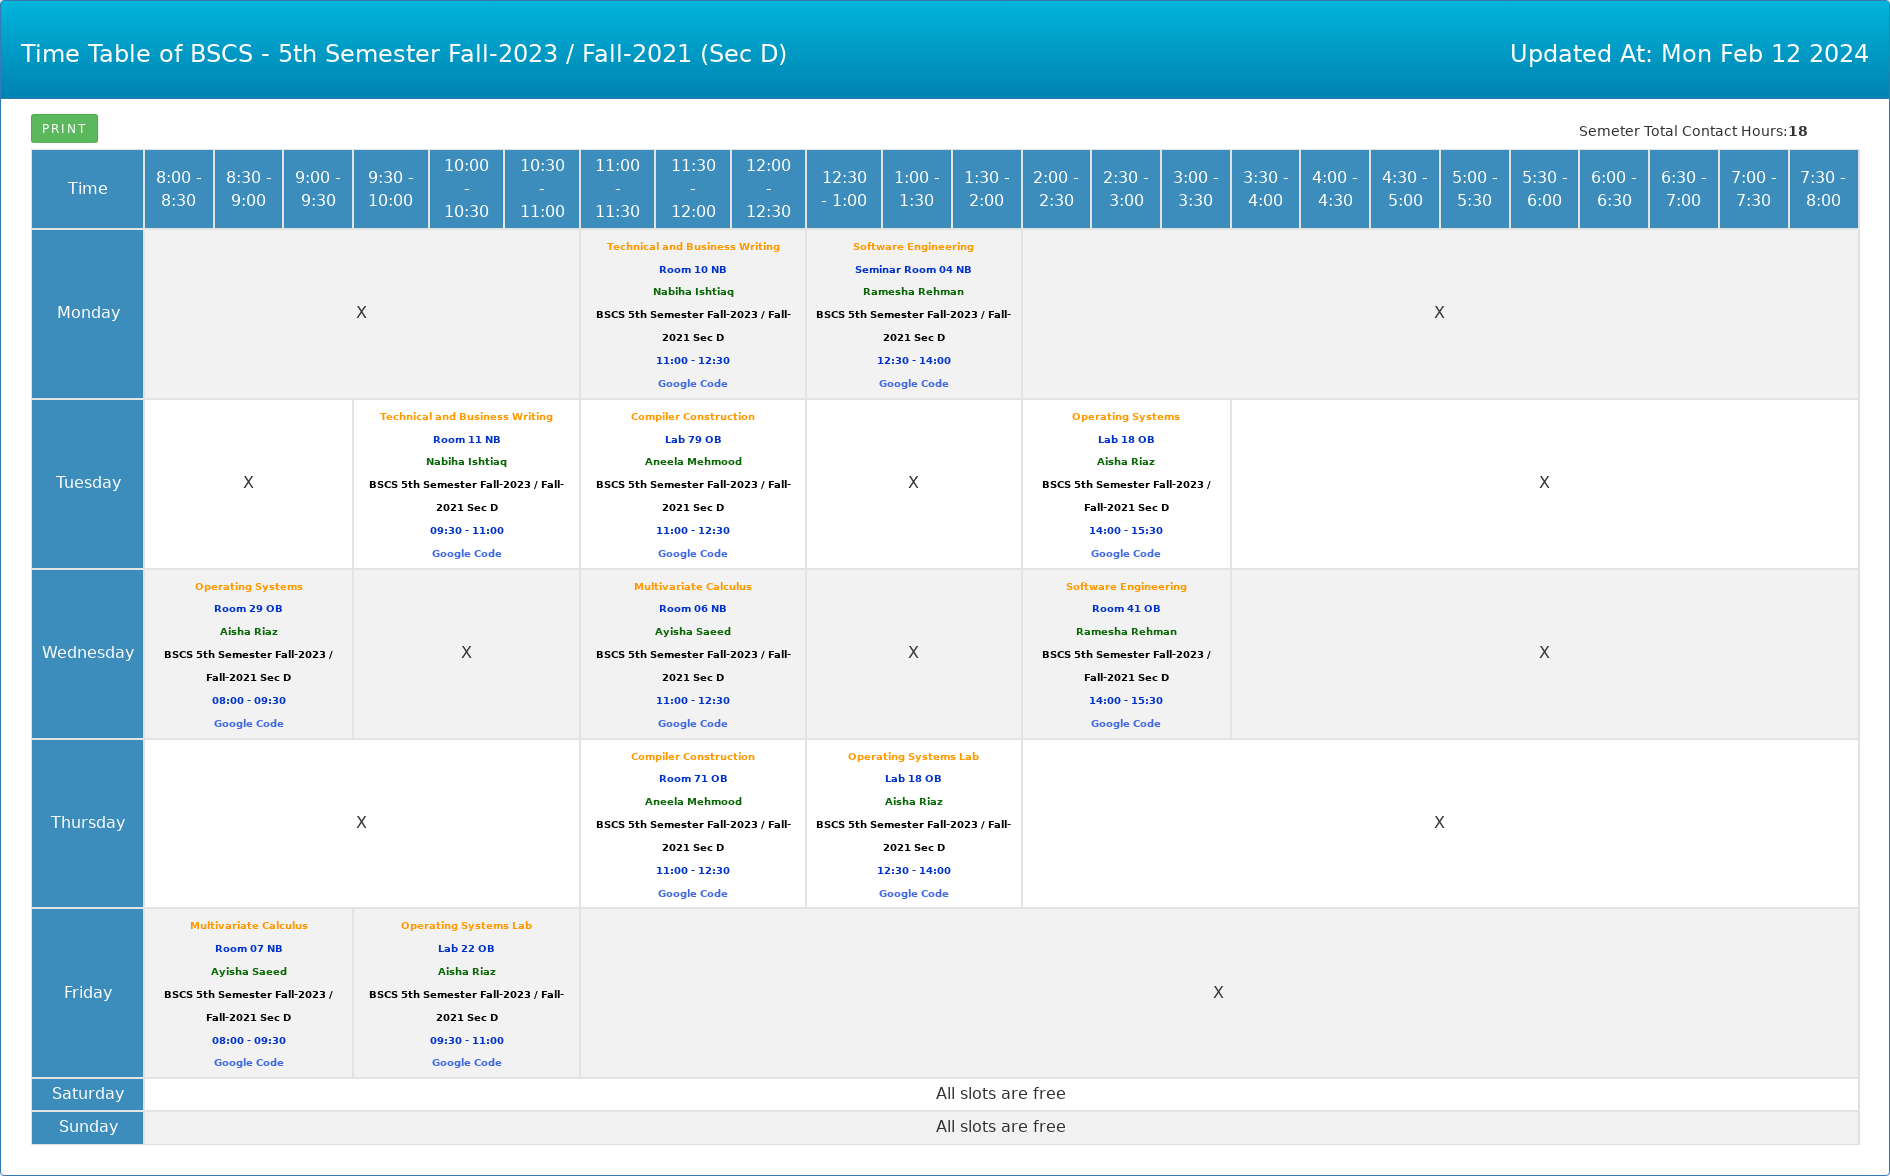 Time Table of BSCS - 5th Semester Fall-2023 / Fall-2021 (Sec D)
Updated At: Mon Feb 12 2024
PRINT
Semeter Total Contact Hours:18
Time
8:00 -
8:30
8:30 -
9:00
9:00 -
9:30
9:30 -
10:00
10:00
-
10:30
10:30
-
11:00
11:00
-
11:30
11:30
-
12:00
12:00
-
12:30
12:30
- 1:00
1:00 -
1:30
1:30 -
2:00
2:00 -
2:30
2:30 -
3:00
3:00 -
3:30
3:30 -
4:00
4:00 -
4:30
4:30 -
5:00
5:00 -
5:30
5:30 -
6:00
6:00 -
6:30
6:30 -
7:00
7:00 -
7:30
7:30 -
8:00
Monday
X
Technical and Business Writing
Room 10 NB
Nabiha Ishtiaq
BSCS 5th Semester Fall-2023 / Fall-
2021 Sec D
11:00 - 12:30
Google Code
Software Engineering
Seminar Room 04 NB
Ramesha Rehman
BSCS 5th Semester Fall-2023 / Fall-
2021 Sec D
12:30 - 14:00
Google Code
X
Tuesday
X
Technical and Business Writing
Room 11 NB
Nabiha Ishtiaq
BSCS 5th Semester Fall-2023 / Fall-
2021 Sec D
09:30 - 11:00
Google Code
Compiler Construction
Lab 79 OB
Aneela Mehmood
BSCS 5th Semester Fall-2023 / Fall-
2021 Sec D
11:00 - 12:30
Google Code
X
Operating Systems
Lab 18 OB
Aisha Riaz
BSCS 5th Semester Fall-2023 /
Fall-2021 Sec D
14:00 - 15:30
Google Code
X
Wednesday
Operating Systems
Room 29 OB
Aisha Riaz
BSCS 5th Semester Fall-2023 /
Fall-2021 Sec D
08:00 - 09:30
Google Code
X
Multivariate Calculus
Room 06 NB
Ayisha Saeed
BSCS 5th Semester Fall-2023 / Fall-
2021 Sec D
11:00 - 12:30
Google Code
X
Software Engineering
Room 41 OB
Ramesha Rehman
BSCS 5th Semester Fall-2023 /
Fall-2021 Sec D
14:00 - 15:30
Google Code
X
Thursday
X
Compiler Construction
Room 71 OB
Aneela Mehmood
BSCS 5th Semester Fall-2023 / Fall-
2021 Sec D
11:00 - 12:30
Google Code
Operating Systems Lab
Lab 18 OB
Aisha Riaz
BSCS 5th Semester Fall-2023 / Fall-
2021 Sec D
12:30 - 14:00
Google Code
X
Friday
Multivariate Calculus
Room 07 NB
Ayisha Saeed
BSCS 5th Semester Fall-2023 /
Fall-2021 Sec D
08:00 - 09:30
Google Code
Operating Systems Lab
Lab 22 OB
Aisha Riaz
BSCS 5th Semester Fall-2023 / Fall-
2021 Sec D
09:30 - 11:00
Google Code
X
Saturday
All slots are free
Sunday
All slots are free